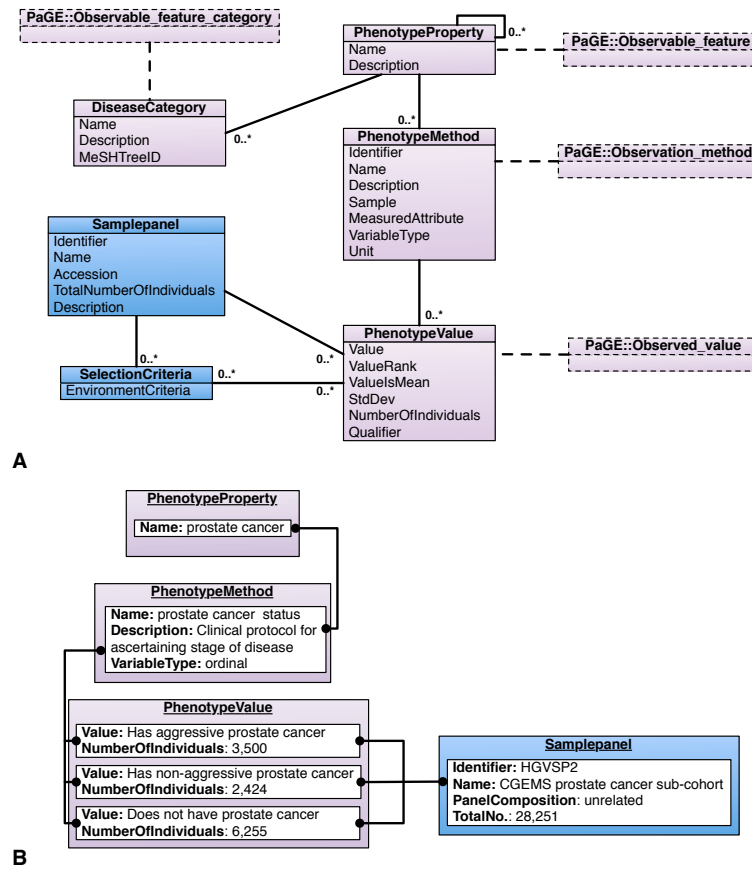 PaGE::Observable_feature_category
PhenotypeProperty
Name
Description
0..*
PaGE::Observable_feature
DiseaseCategory
Name
Description
MeSHTreeID
0..*
0..*
PhenotypeMethod
Identifier
Name
Description
Sample
MeasuredAttribute
VariableType
Unit
PaGE::Observation_method
Samplepanel
Identifier
Name
Accession
TotalNumberOfIndividuals
Description
0..*
0..*
PhenotypeValue
Value
ValueRank
ValueIsMean
StdDev
NumberOfIndividuals
Qualifier
PaGE::Observed_value
0..*
SelectionCriteria
EnvironmentCriteria
0..*
0..*
A
PhenotypeProperty
Name: prostate cancer
PhenotypeMethod
Name: prostate cancer status
Description: Clinical protocol for
ascertaining stage of disease
VariableType: ordinal
PhenotypeValue
Value: Has aggressive prostate cancer
NumberOfIndividuals: 3,500
Value: Has non-aggressive prostate cancer
NumberOfIndividuals: 2,424
Value: Does not have prostate cancer
NumberOfIndividuals: 6,255
Samplepanel
Identifier: HGVSP2
Name: CGEMS prostate cancer sub-cohort
PanelComposition: unrelated
TotalNo.: 28,251
B